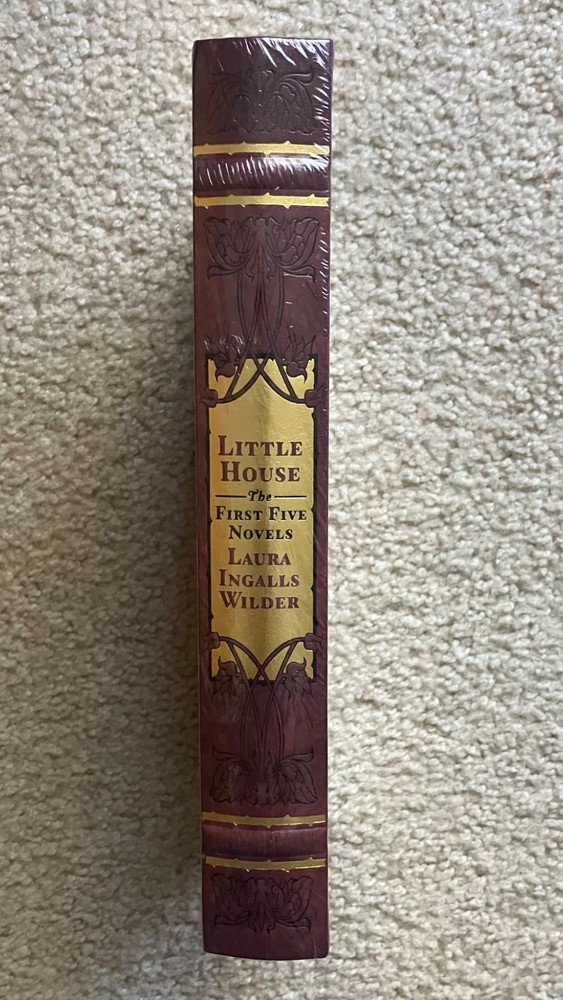 Little
House
The
First Five
Novels
Laura
Ingalls
Wilder